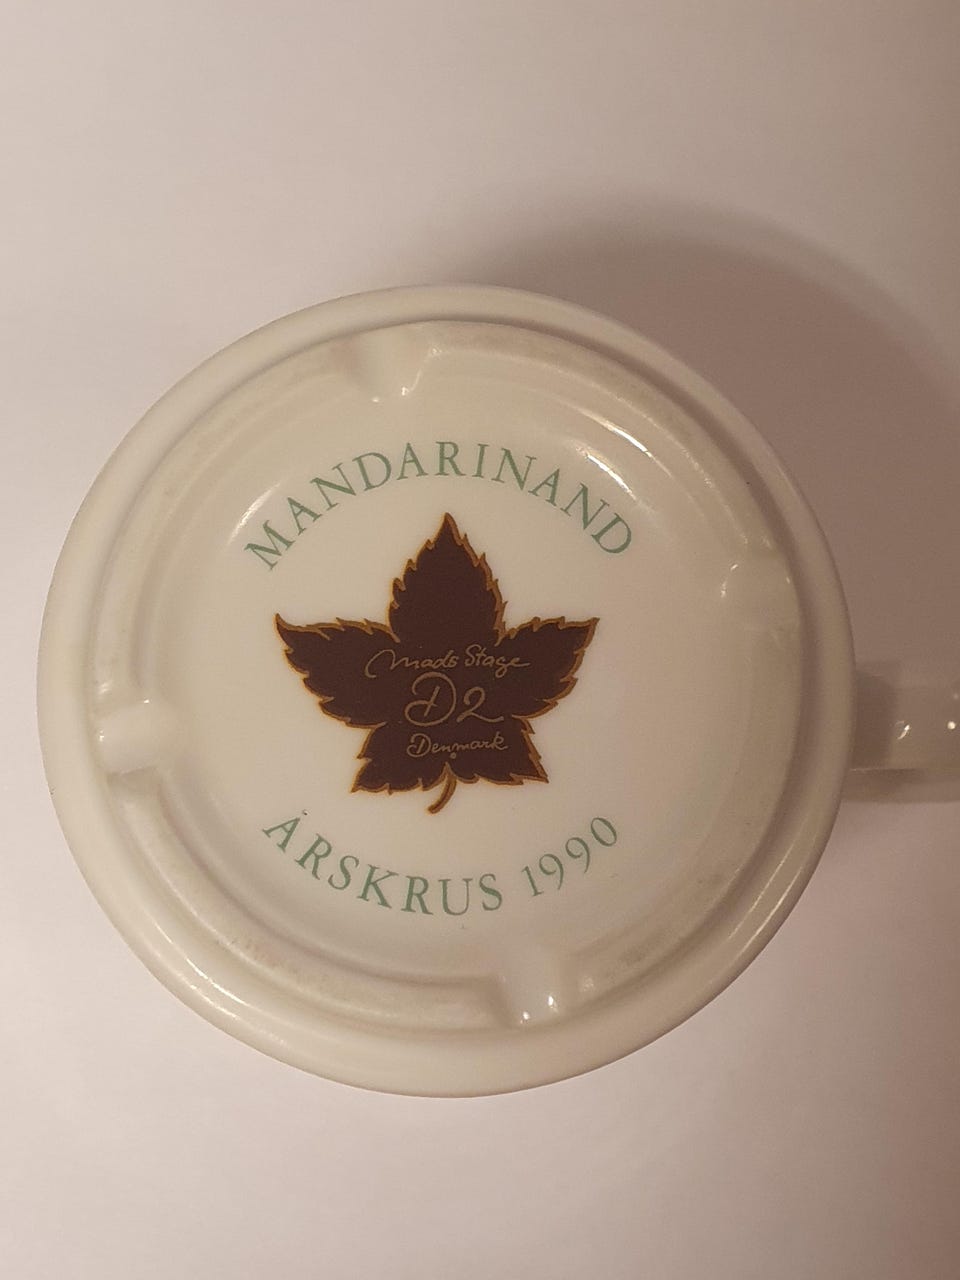 MANDARINAND
Mads Stage
D2
Denmark
ÅRSKRUS 1990